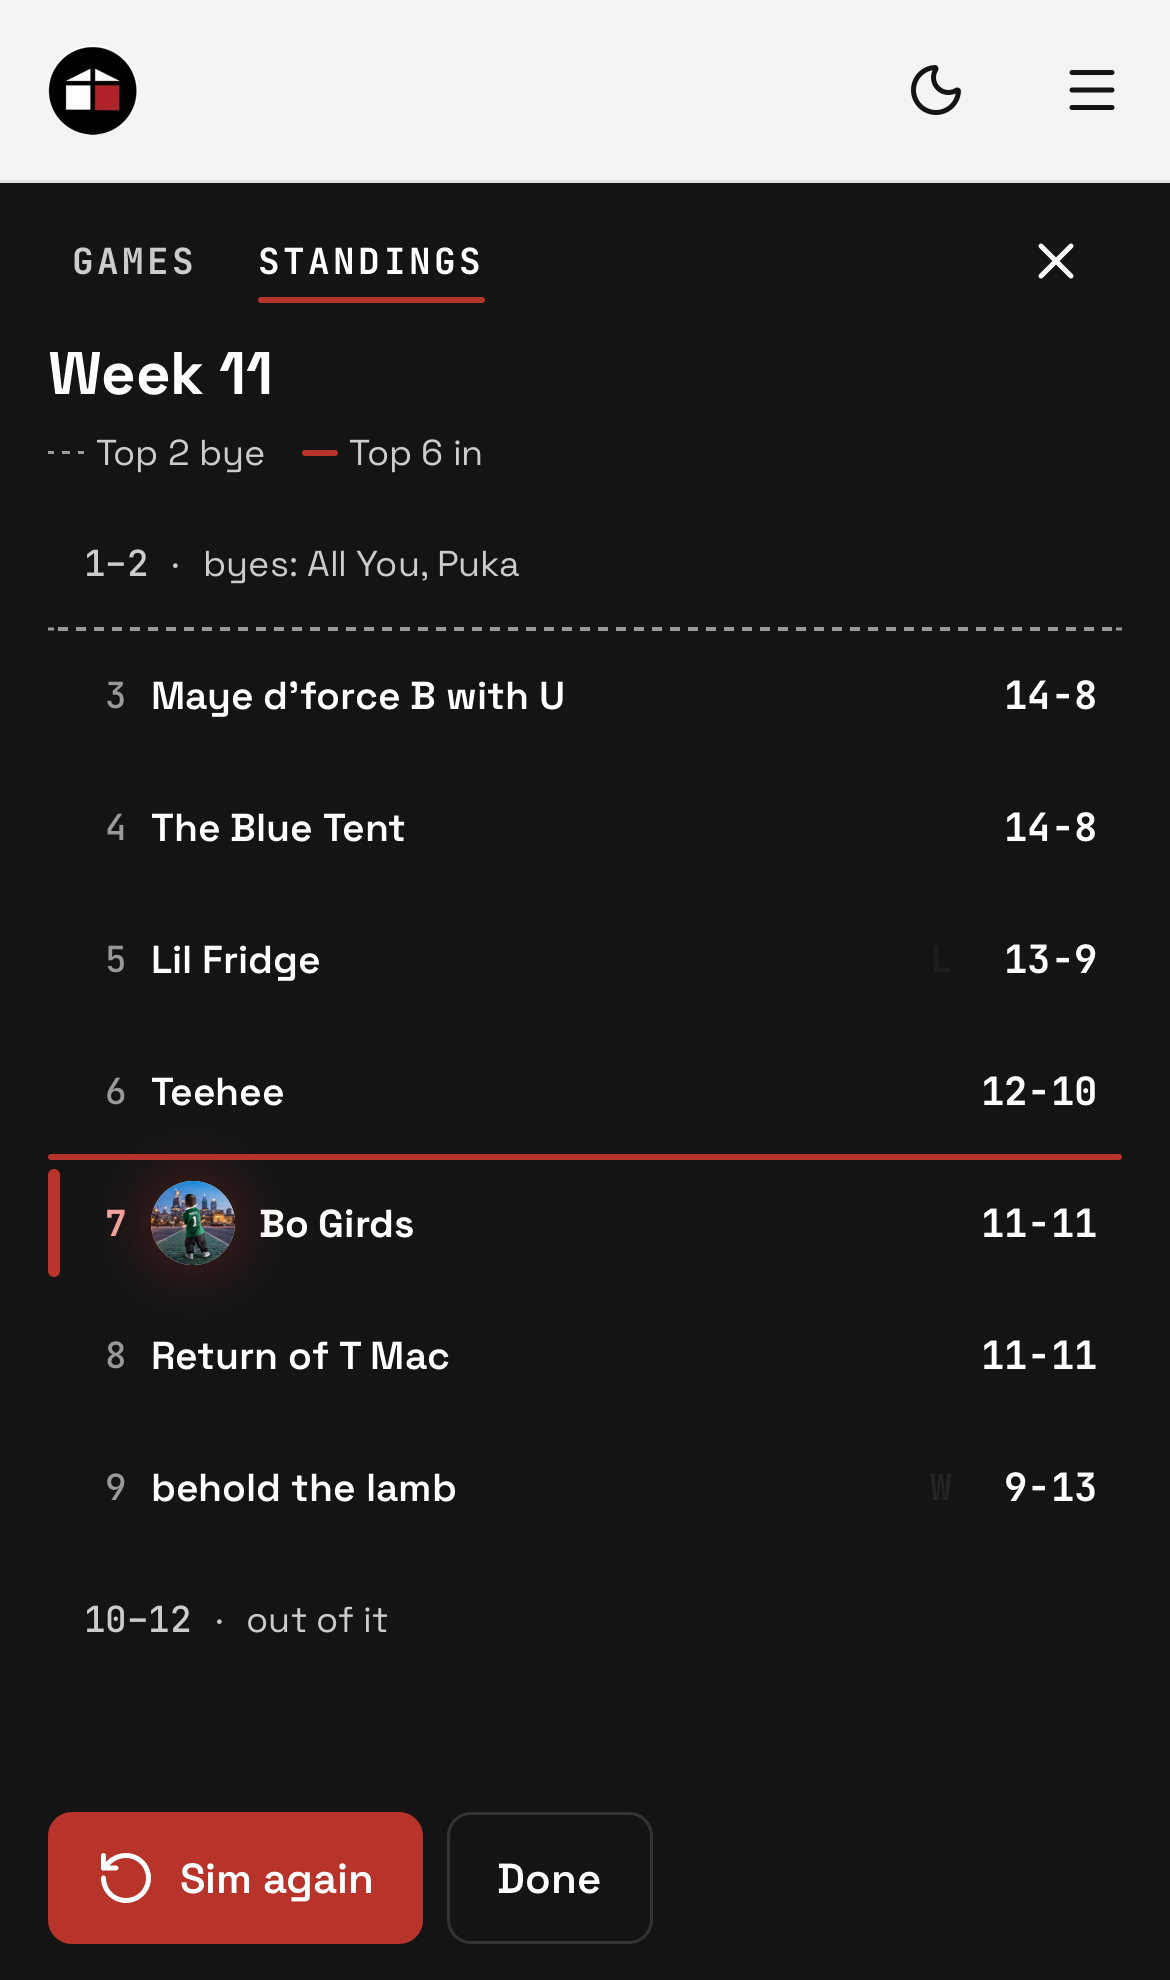 GAMES STANDINGS
Week 11
Top 2 bye Top 6 in
1–2 · byes: All You, Puka
3 Maye d’force B with U 14-8
4 The Blue Tent 14-8
5 Lil Fridge L 13-9
6 Teehee 12-10
7 Bo Girds 11-11
8 Return of T Mac 11-11
9 behold the lamb W 9-13
10–12 · out of it
Sim again Done